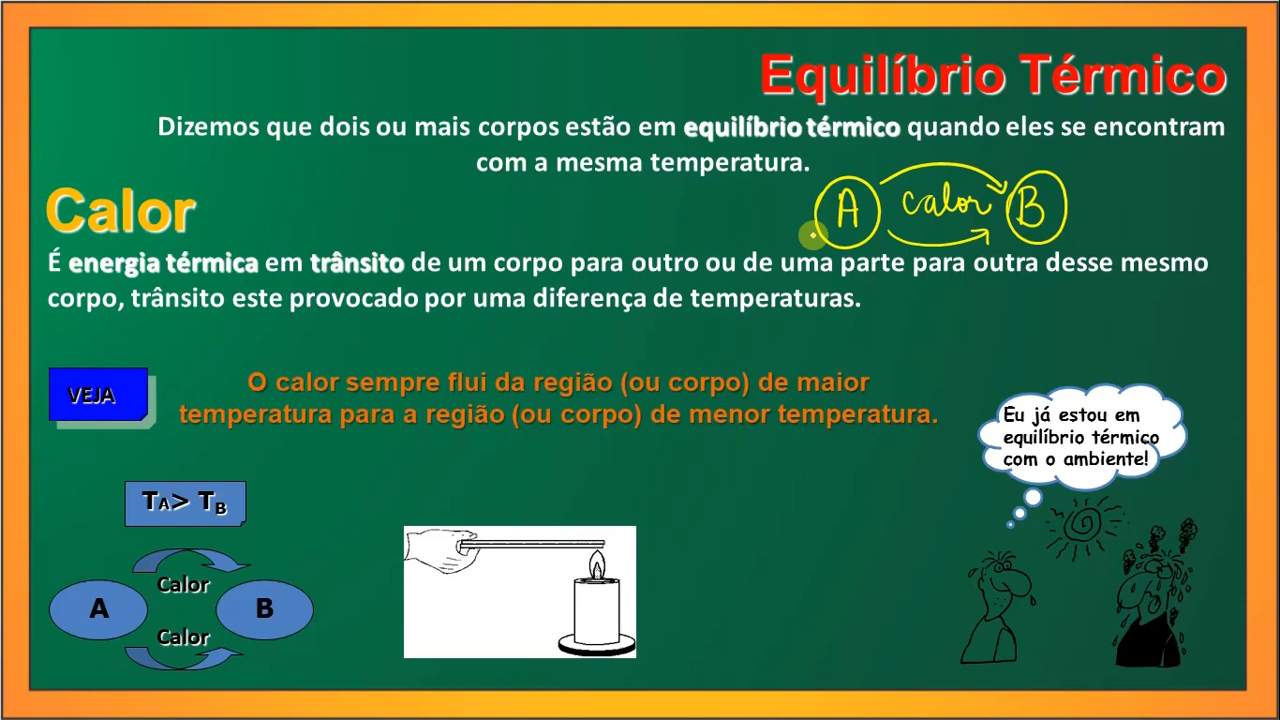 Equilíbrio Térmico
Dizemos que dois ou mais corpos estão em equilíbrio térmico quando eles se encontram
com a mesma temperatura.
A calor B
Calor
É energia térmica em trânsito de um corpo para outro ou de uma parte para outra desse mesmo
corpo, trânsito este provocado por uma diferença de temperaturas.
VEJA
O calor sempre flui da região (ou corpo) de maior
temperatura para a região (ou corpo) de menor temperatura.
Eu já estou em
equilíbrio térmico
com o ambiente!
TA> TB
Calor
A B
Calor